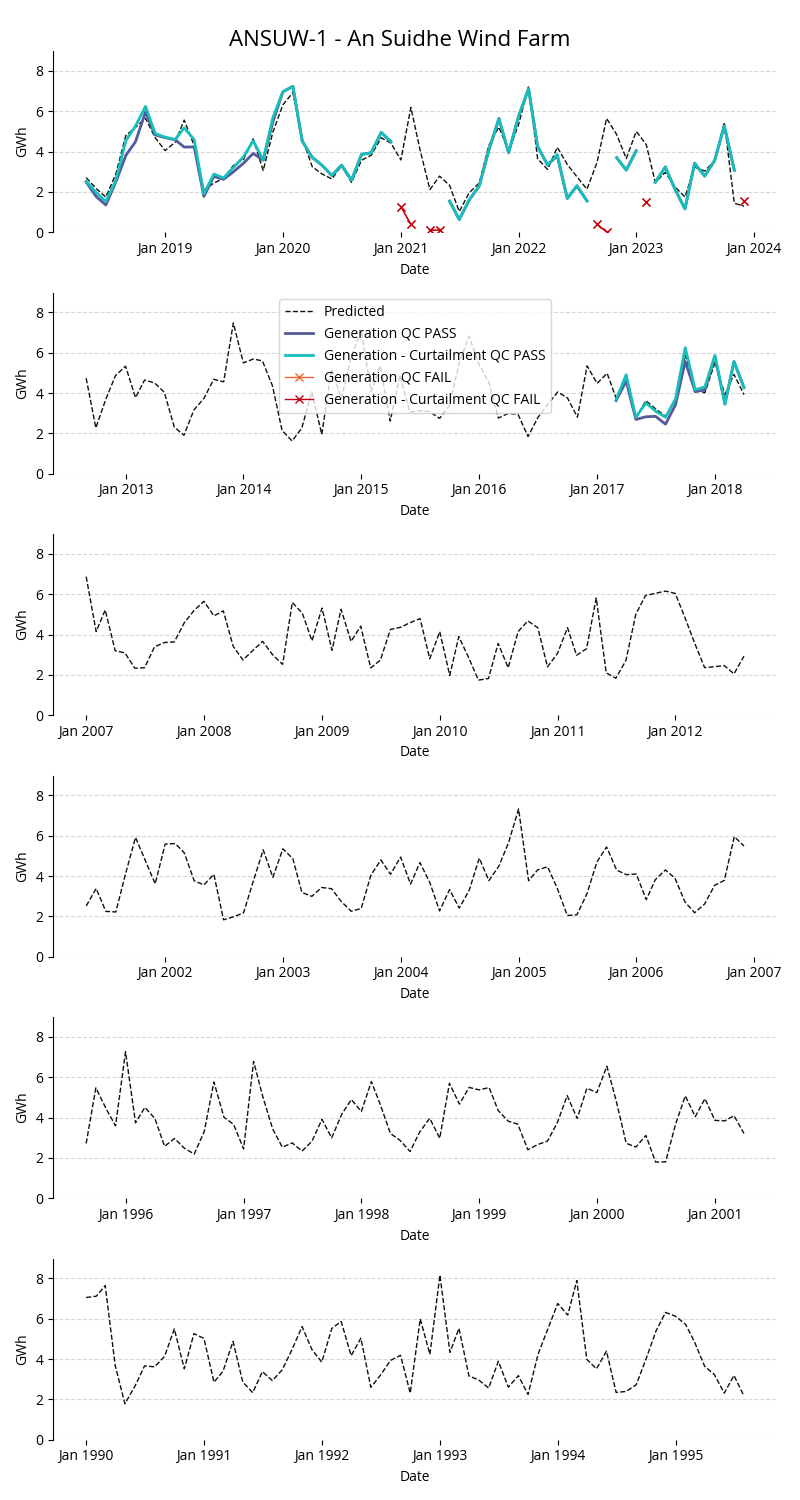 ANSUW-1 - An Suidhe Wind Farm
8
6
4
2
0
GWh
Jan 2019
Jan 2020
Jan 2021
Jan 2022
Jan 2023
Jan 2024
Date
8
6
4
2
0
GWh
Predicted
Generation QC PASS
Generation - Curtailment QC PASS
Generation QC FAIL
Generation - Curtailment QC FAIL
Jan 2013
Jan 2014
Jan 2015
Jan 2016
Jan 2017
Jan 2018
Date
8
6
4
2
0
GWh
Jan 2007
Jan 2008
Jan 2009
Jan 2010
Jan 2011
Jan 2012
Date
8
6
4
2
0
GWh
Jan 2002
Jan 2003
Jan 2004
Jan 2005
Jan 2006
Jan 2007
Date
8
6
4
2
0
GWh
Jan 1996
Jan 1997
Jan 1998
Jan 1999
Jan 2000
Jan 2001
Date
8
6
4
2
0
GWh
Jan 1990
Jan 1991
Jan 1992
Jan 1993
Jan 1994
Jan 1995
Date